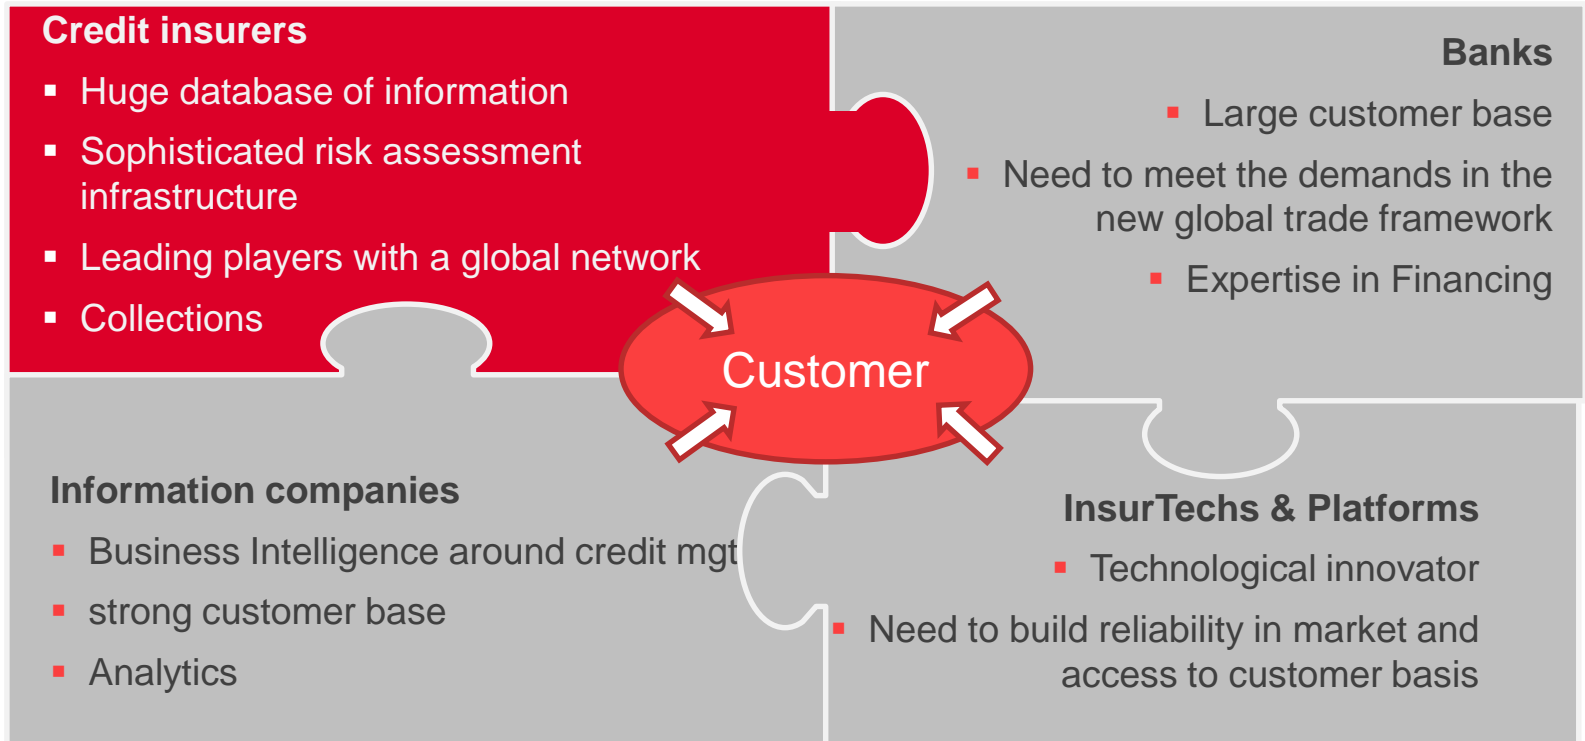 Credit insurers
▪ Huge database of information
▪ Sophisticated risk assessment
infrastructure
▪ Leading players with a global network
▪ Collections
Banks
▪ Large customer base
▪ Need to meet the demands in the
new global trade framework
▪ Expertise in Financing
Customer
Information companies
▪ Business Intelligence around credit mgt
▪ strong customer base
▪ Analytics
InsurTechs & Platforms
▪ Technological innovator
▪ Need to build reliability in market and
access to customer basis